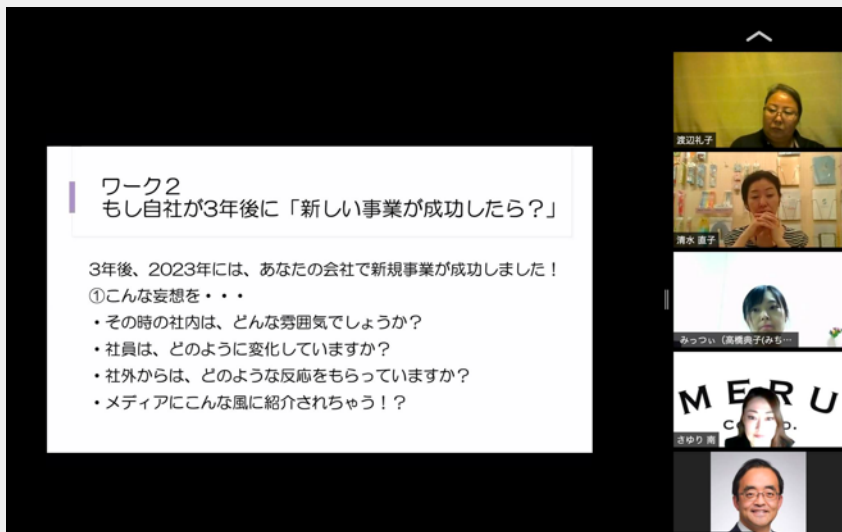 ワーク2
もし自社が3年後に「新しい事業が成功したら？」
3年後、2023年には、あなたの会社で新規事業が成功しました！
①こんな妄想を・・・
・その時の社内は、どんな雰囲気でしょうか？
・社員は、どのように変化していますか？
・社外からは、どのような反応をもらっていますか？
・メディアにこんな風に紹介されちゃう！？
渡辺礼子
清水 直子
みっつぃ（高橋典子(みち…
MERU
さゆり 南